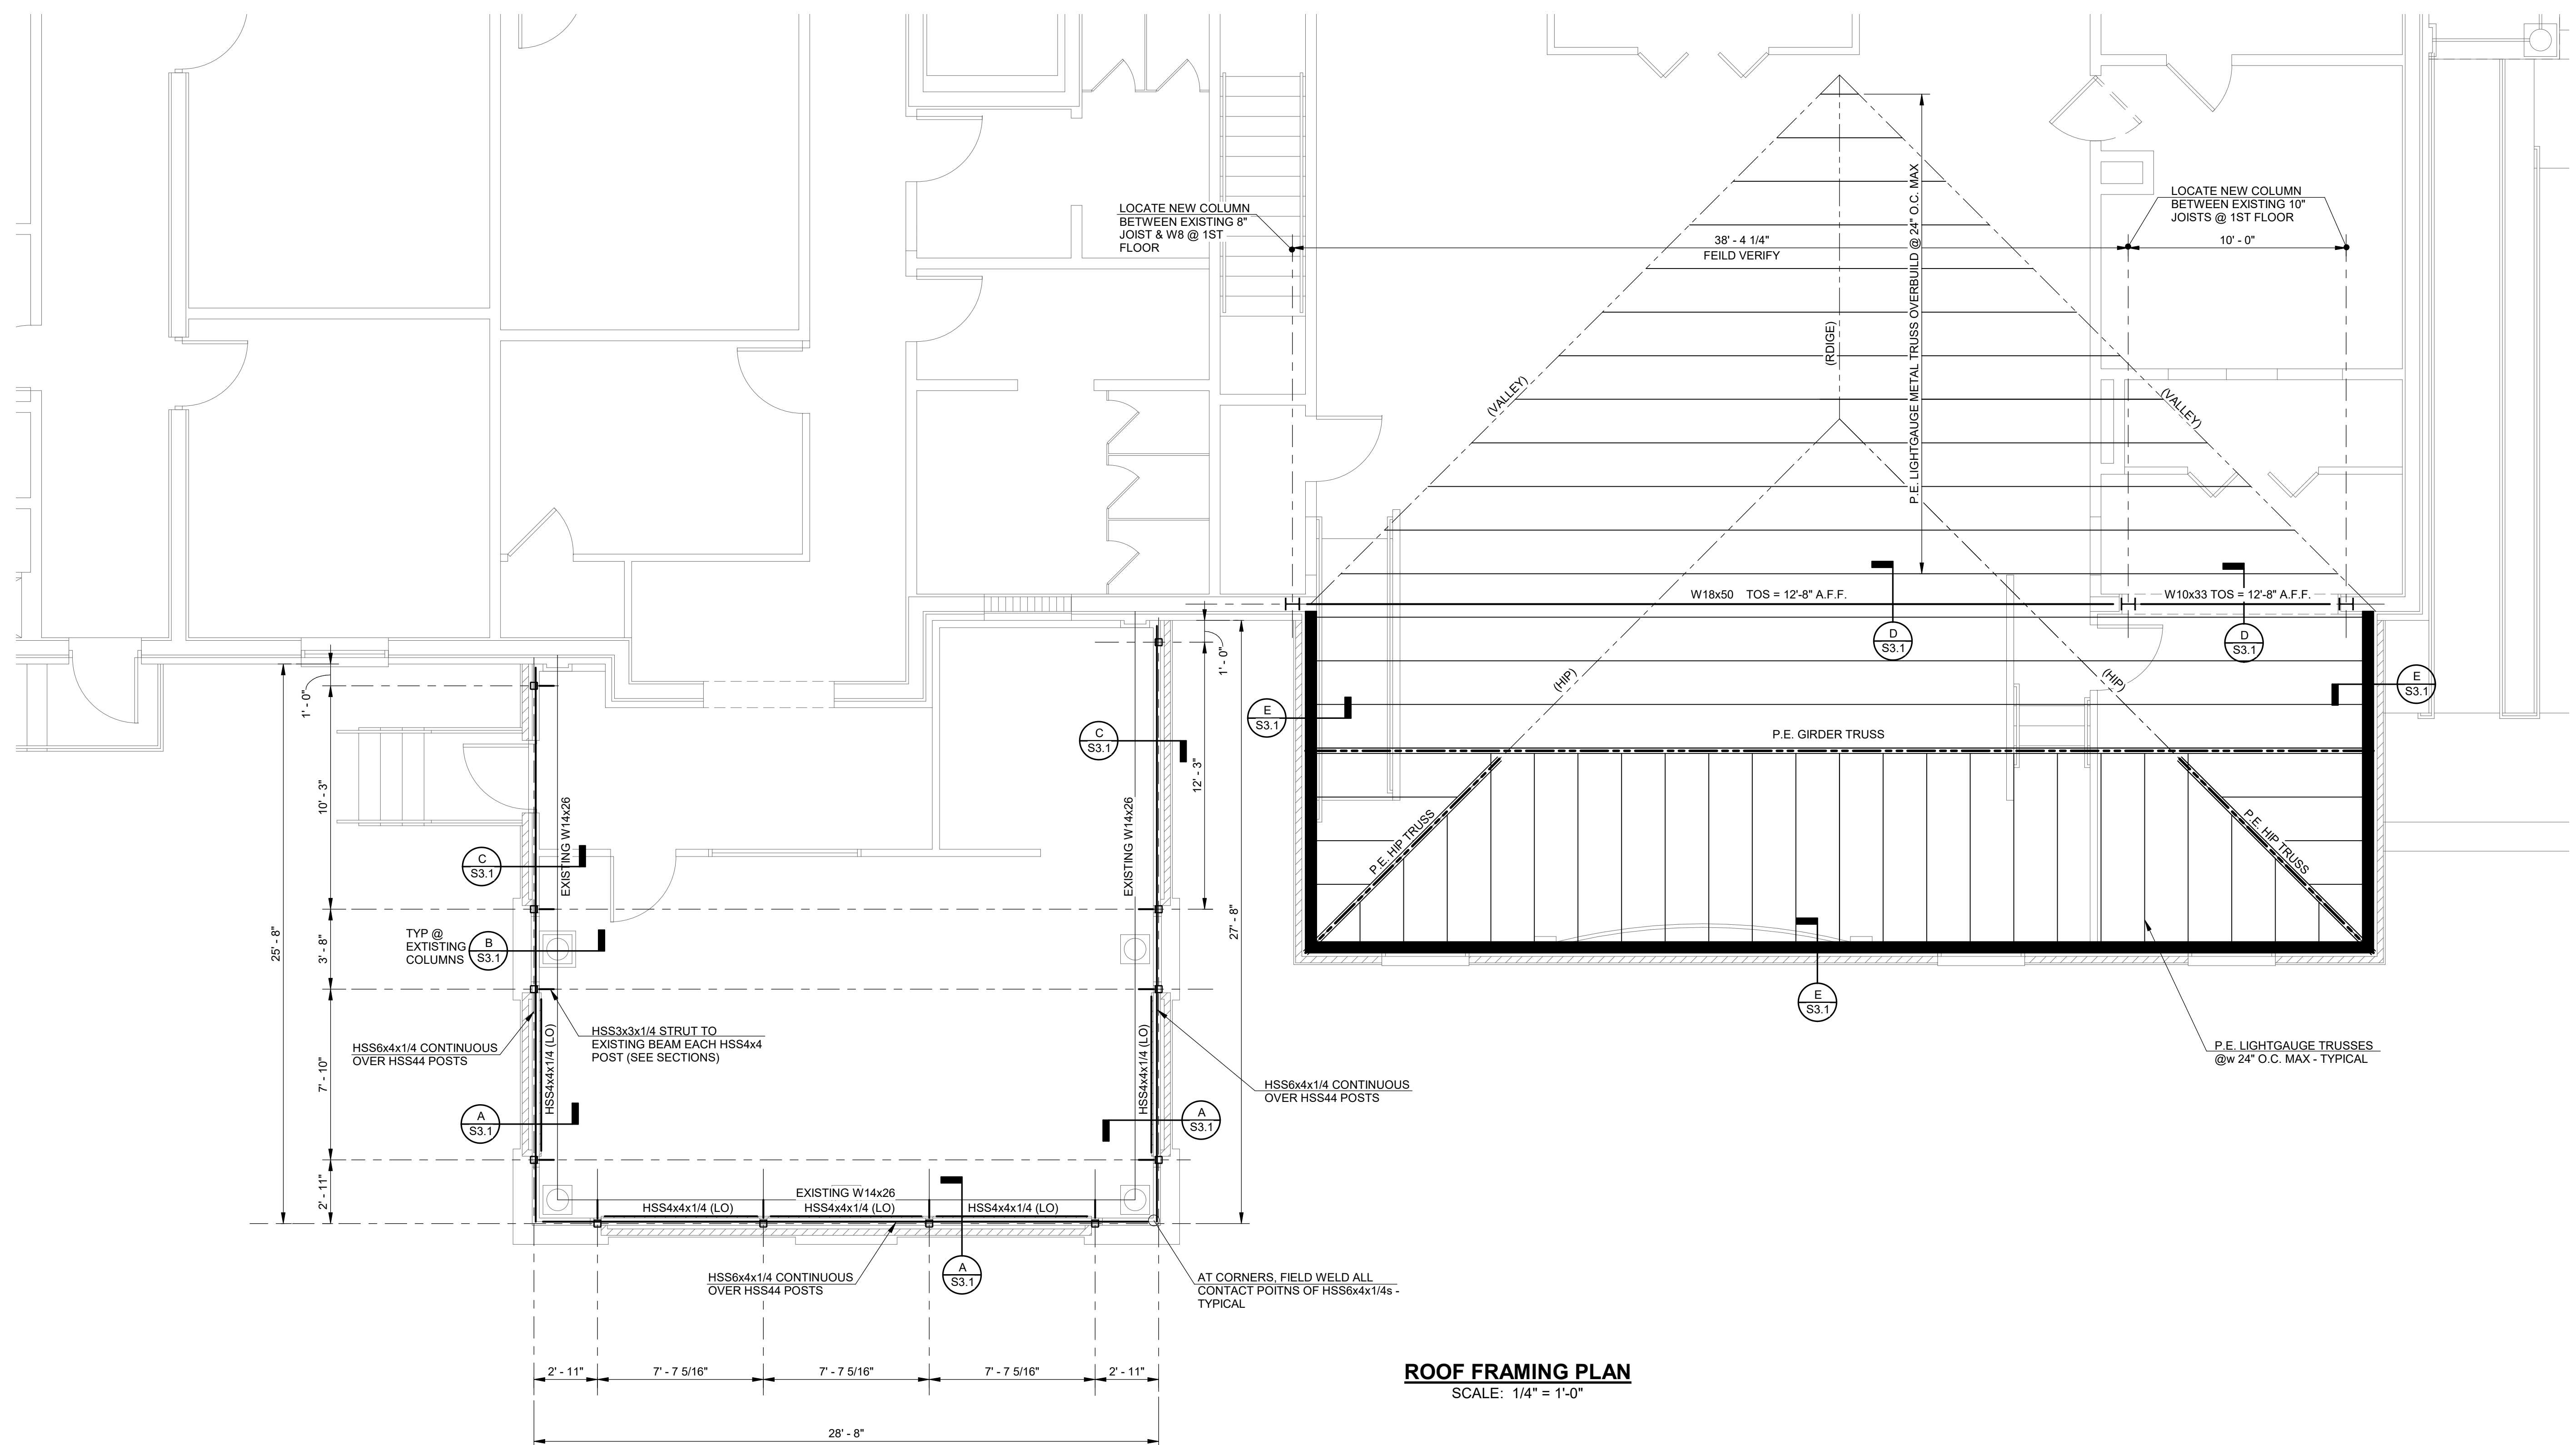 LOCATE NEW COLUMN
BETWEEN EXISTING 8"
JOIST & W8 @ 1ST
FLOOR
38' - 4 1/4"
FEILD VERIFY
P.E. LIGHTGAUGE METAL TRUSS OVERBUILD @ 24" O.C. MAX
LOCATE NEW COLUMN
BETWEEN EXISTING 10"
JOISTS @ 1ST FLOOR
10' - 0"
(RDIGE)
(VALLEY)
(VALLEY)
W18x50 TOS = 12'-8" A.F.F.
W10x33 TOS = 12'-8" A.F.F.
D
S3.1
D
S3.1
(HIP)
(HIP)
E
S3.1
E
S3.1
P.E. GIRDER TRUSS
P.E. HIP TRUSS
P.E. HIP TRUSS
E
S3.1
P.E. LIGHTGAUGE TRUSSES
@w 24" O.C. MAX - TYPICAL
1' - 0"
10' - 3"
25' - 8"
3' - 8"
7' - 10"
2' - 11"
1' - 0"
12' - 3"
27' - 8"
C
S3.1
C
S3.1
EXISTING W14x26
EXISTING W14x26
TYP @
EXTISTING
COLUMNS
B
S3.1
HSS6x4x1/4 CONTINUOUS
OVER HSS44 POSTS
HSS3x3x1/4 STRUT TO
EXISTING BEAM EACH HSS4x4
POST (SEE SECTIONS)
HSS4x4x1/4 (LO)
HSS4x4x1/4 (LO)
HSS6x4x1/4 CONTINUOUS
OVER HSS44 POSTS
A
S3.1
A
S3.1
EXISTING W14x26
HSS4x4x1/4 (LO)
HSS4x4x1/4 (LO)
HSS4x4x1/4 (LO)
A
S3.1
HSS6x4x1/4 CONTINUOUS
OVER HSS44 POSTS
AT CORNERS, FIELD WELD ALL
CONTACT POITNS OF HSS6x4x1/4s -
TYPICAL
2' - 11"
7' - 7 5/16"
7' - 7 5/16"
7' - 7 5/16"
2' - 11"
28' - 8"
ROOF FRAMING PLAN
SCALE: 1/4" = 1'-0"